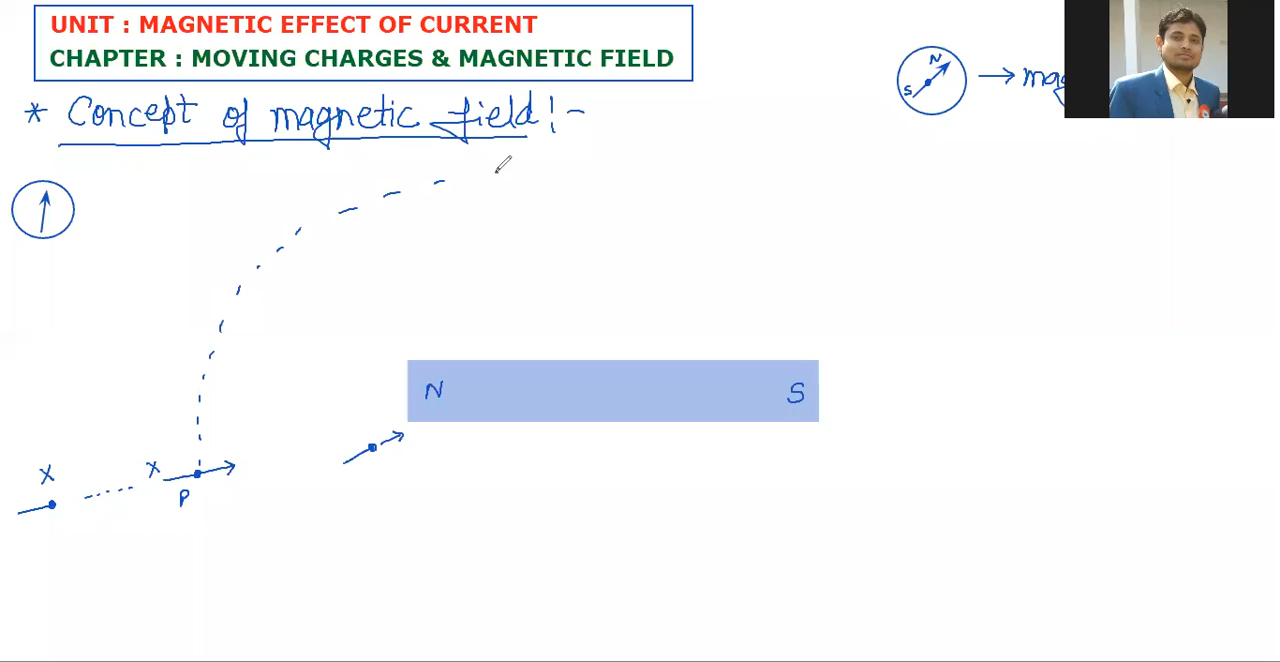 UNIT : MAGNETIC EFFECT OF CURRENT
CHAPTER : MOVING CHARGES & MAGNETIC FIELD
* Concept of magnetic field :-
N
S
N S
X X
P